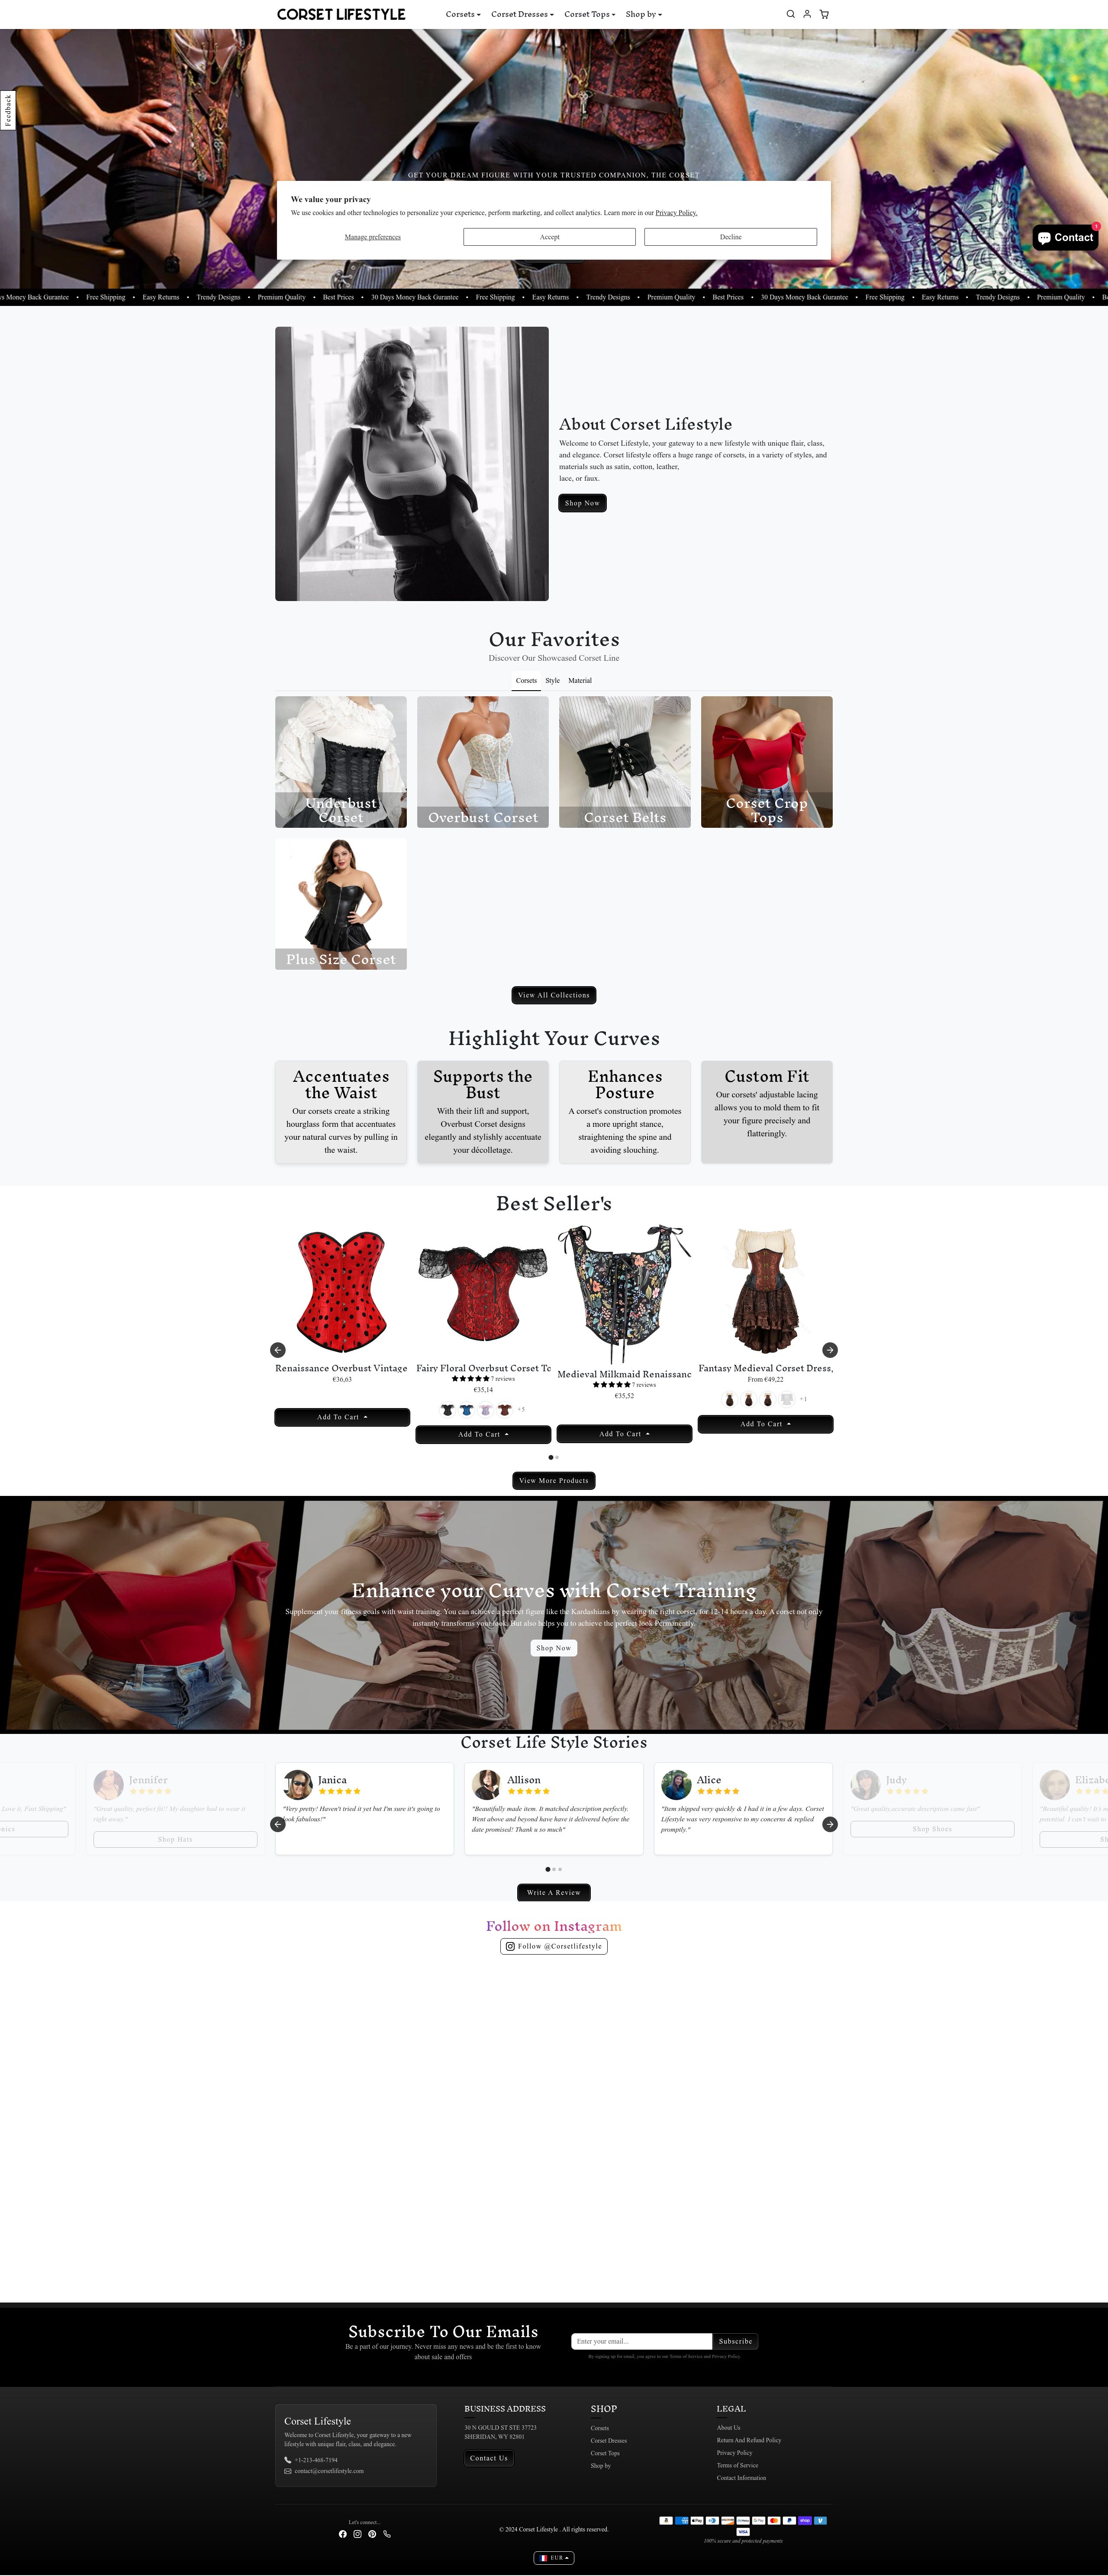 CORSET LIFESTYLE
Corsets
Corset Dresses
Corset Tops
Shop by
Feedback
GET YOUR DREAM FIGURE WITH YOUR TRUSTED COMPANION, THE CORSET
We value your privacy
We use cookies and other technologies to personalize your experience, perform marketing, and collect analytics. Learn more in our Privacy Policy.
Manage preferences
Accept
Decline
1
Contact
Money Back Gurantee • Free Shipping • Easy Returns • Trendy Designs • Premium Quality • Best Prices • 30 Days Money Back Gurantee • Free Shipping • Easy Returns • Trendy Designs • Premium Quality • Best Prices • 30 Days Money Back Gurantee • Free Shipping • Easy Returns • Trendy Designs • Premium Quality •
About Corset Lifestyle
Welcome to Corset Lifestyle, your gateway to a new lifestyle with unique flair, class,
and elegance. Corset lifestyle offers a huge range of corsets, in a variety of styles, and
materials such as satin, cotton, leather,
lace, or faux.
Shop Now
Our Favorites
Discover Our Showcased Corset Line
Corsets
Style
Material
Underbust
Corset
Overbust Corset
Corset Belts
Corset Crop
Tops
Plus Size Corset
View All Collections
Highlight Your Curves
Accentuates
the Waist
Our corsets create a striking
hourglass form that accentuates
your natural curves by pulling in
the waist.
Supports the
Bust
With their lift and support,
Overbust Corset designs
elegantly and stylishly accentuate
your décolletage.
Enhances
Posture
A corset's construction promotes
a more upright stance,
straightening the spine and
avoiding slouching.
Custom Fit
Our corsets' adjustable lacing
allows you to mold them to fit
your figure precisely and
flatteringly.
Best Seller's
Renaissance Overbust Vintage
€36,63
Add To Cart
Fairy Floral Overbsut Corset To
7 reviews
€35,14
+5
Add To Cart
Medieval Milkmaid Renaissanc
7 reviews
€35,52
Add To Cart
Fantasy Medieval Corset Dress,
From €49,22
+1
Add To Cart
View More Products
Enhance your Curves with Corset Training
Supplement your fitness goals with waist training. You can achieve a perfect figure like the Kardashians by wearing the right corset, for 12-14 hours a day. A corset not only
instantly transforms your look. But also helps you to achieve the perfect look Permanently.
Shop Now
Corset Life Style Stories
Love it. Fast Shipping"
Jennifer
"Great quality, perfect fit!! My daughter had to wear it
right away."
Shop Hats
Janica
"Very pretty! Haven't tried it yet but I'm sure it's going to
look fabulous!"
Allison
"Beautifully made item. It matched description perfectly.
Went above and beyond have it delivered before the
date promised! Thank u so much"
Alice
"Item shipped very quickly & I had it in a few days. Corset
Lifestyle was very responsive to my concerns & replied
promptly."
Judy
"Great quality,accurate description came fast"
Shop Shoes
Elizabe
Write A Review
Follow on Instagram
Follow @Corsetlifestyle
Subscribe To Our Emails
Be a part of our journey. Never miss any news and be the first to know
about sale and offers
Enter your email...
Subscribe
By signing up for email, you agree to our Terms of Service and Privacy Policy.
Corset Lifestyle
Welcome to Corset Lifestyle, your gateway to a new
lifestyle with unique flair, class, and elegance.
+1-213-468-7194
contact@corsetlifestyle.com
BUSINESS ADDRESS
30 N GOULD ST STE 37723
SHERIDAN, WY 82801
Contact Us
SHOP
Corsets
Corset Dresses
Corset Tops
Shop by
LEGAL
About Us
Return And Refund Policy
Privacy Policy
Terms of Service
Contact Information
Let's connect...
© 2024 Corset Lifestyle . All rights reserved.
VISA
100% secure and protected payments
EUR